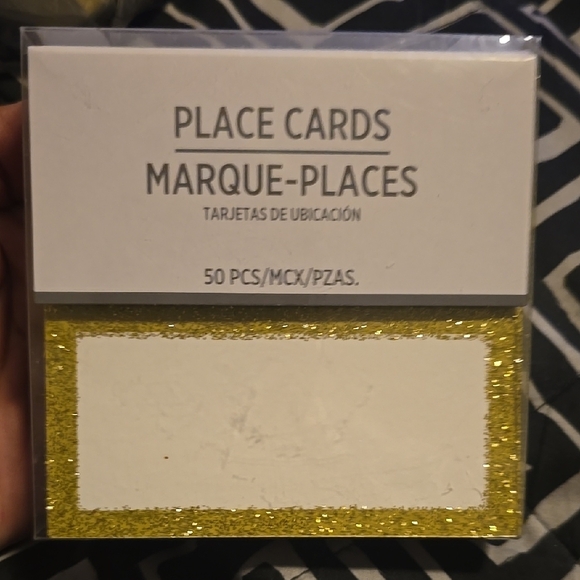 PLACE CARDS
MARQUE-PLACES
TARJETAS DE UBICACIÓN
50 PCS/MCX/PZAS.